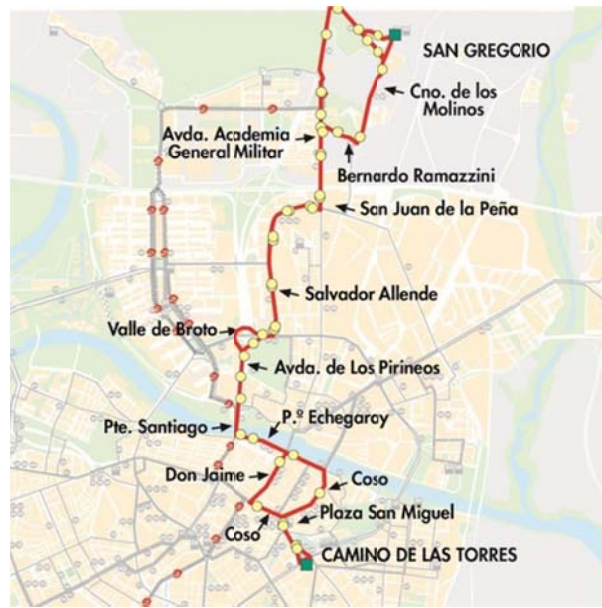 SAN GREGORIO
Cno. de los
Molinos
Avda. Academia
General Militar
Bernardo Ramazzini
San Juan de la Peña
Salvador Allende
Valle de Broto
Avda. de Los Pirineos
Pte. Santiago
P.º Echegaroy
Don Jaime
Coso
Coso
Plaza San Miguel
CAMINO DE LAS TORRES